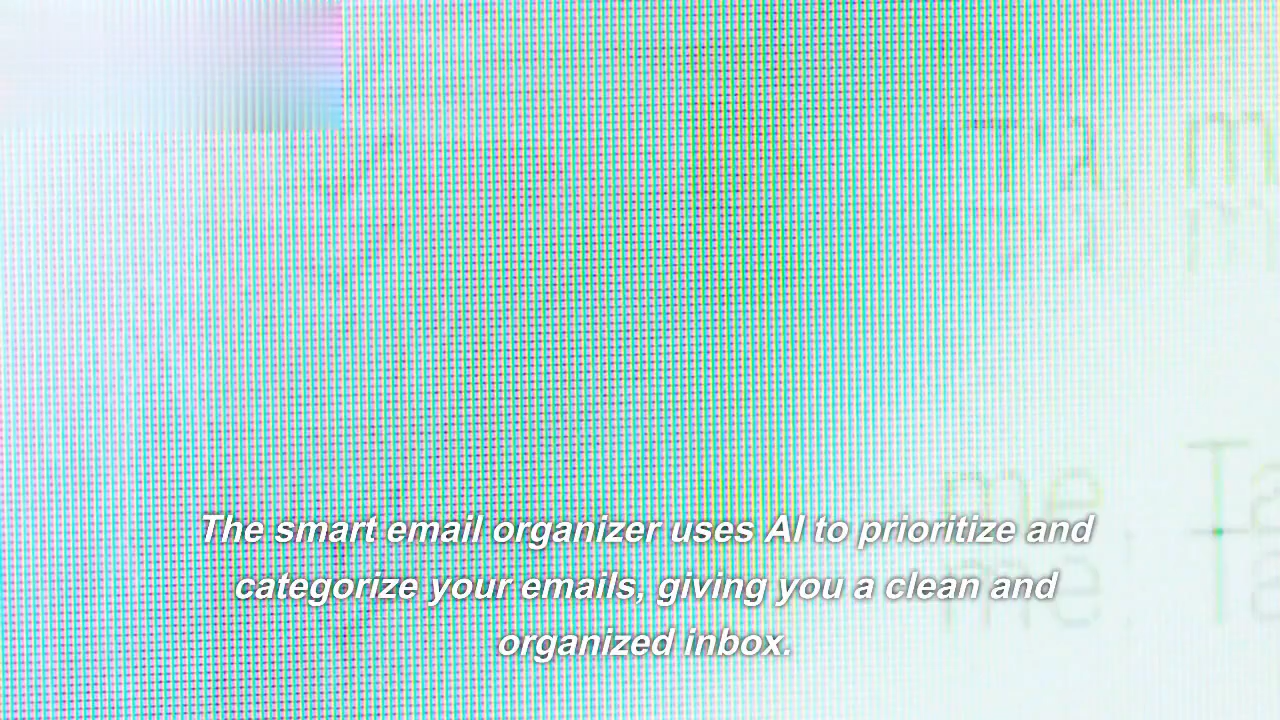 The smart email organizer uses AI to prioritize and
categorize your emails, giving you a clean and
organized inbox.